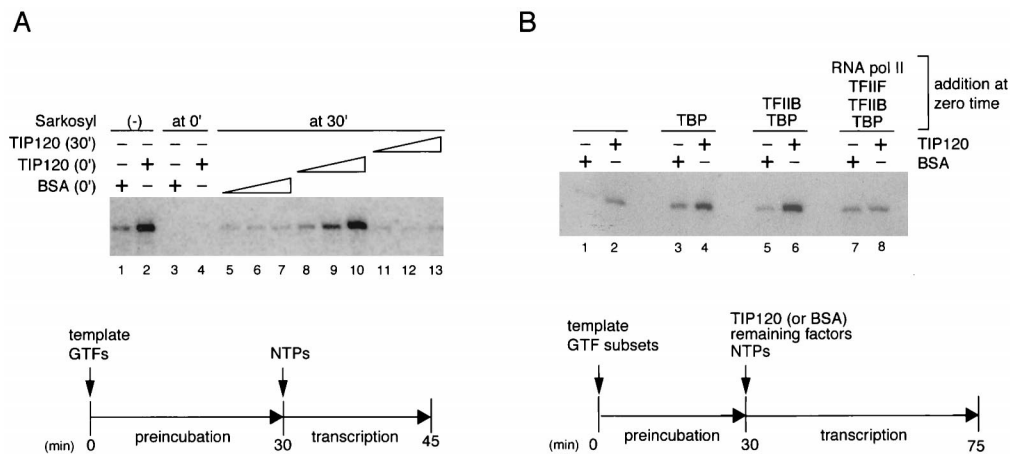 A
Sarkosyl (-) at 0' at 30'
TIP120 (30') – – – –
TIP120 (0') – + – +
BSA (0') + – + –
1 2 3 4 5 6 7 8 9 10 11 12 13
template
GTFs
NTPs
preincubation transcription
(min) 0 30 45
B
RNA pol II
TFIIF
TFIIB TFIIB
TBP TBP TBP
addition at
zero time
– + – + – + – + TIP120
+ – + – + – + – BSA
1 2 3 4 5 6 7 8
template
GTF subsets
TIP120 (or BSA)
remaining factors
NTPs
preincubation transcription
(min) 0 30 75